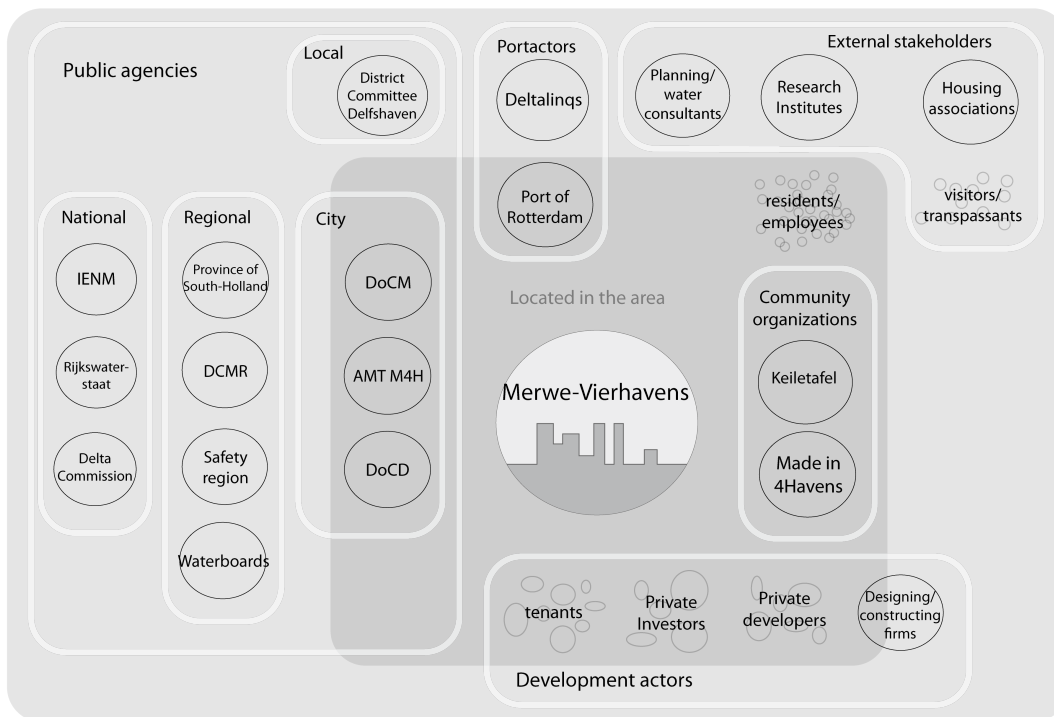 Public agencies
Local
District
Committee
Delfshaven
National
IENM
Rijkswater-
staat
Delta
Commission
Regional
Province of
South-Holland
DCMR
Safety
region
Waterboards
City
DoCM
AMT M4H
DoCD
Portactors
Deltalinqs
Port of
Rotterdam
External stakeholders
Planning/
water
consultants
Research
Institutes
Housing
associations
visitors/
transpassants
residents/
employees
Located in the area
Merwe-Vierhavens
Community
organizations
Keiletafel
Made in
4Havens
tenants
Private
Investors
Private
developers
Designing/
constructing
firms
Development actors